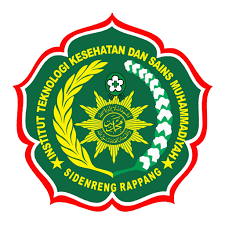 INSTITUT TEKNOLOGI KESEHATAN DAN SAINS MUHAMMADIYAH
SIDENRENG RAPPANG